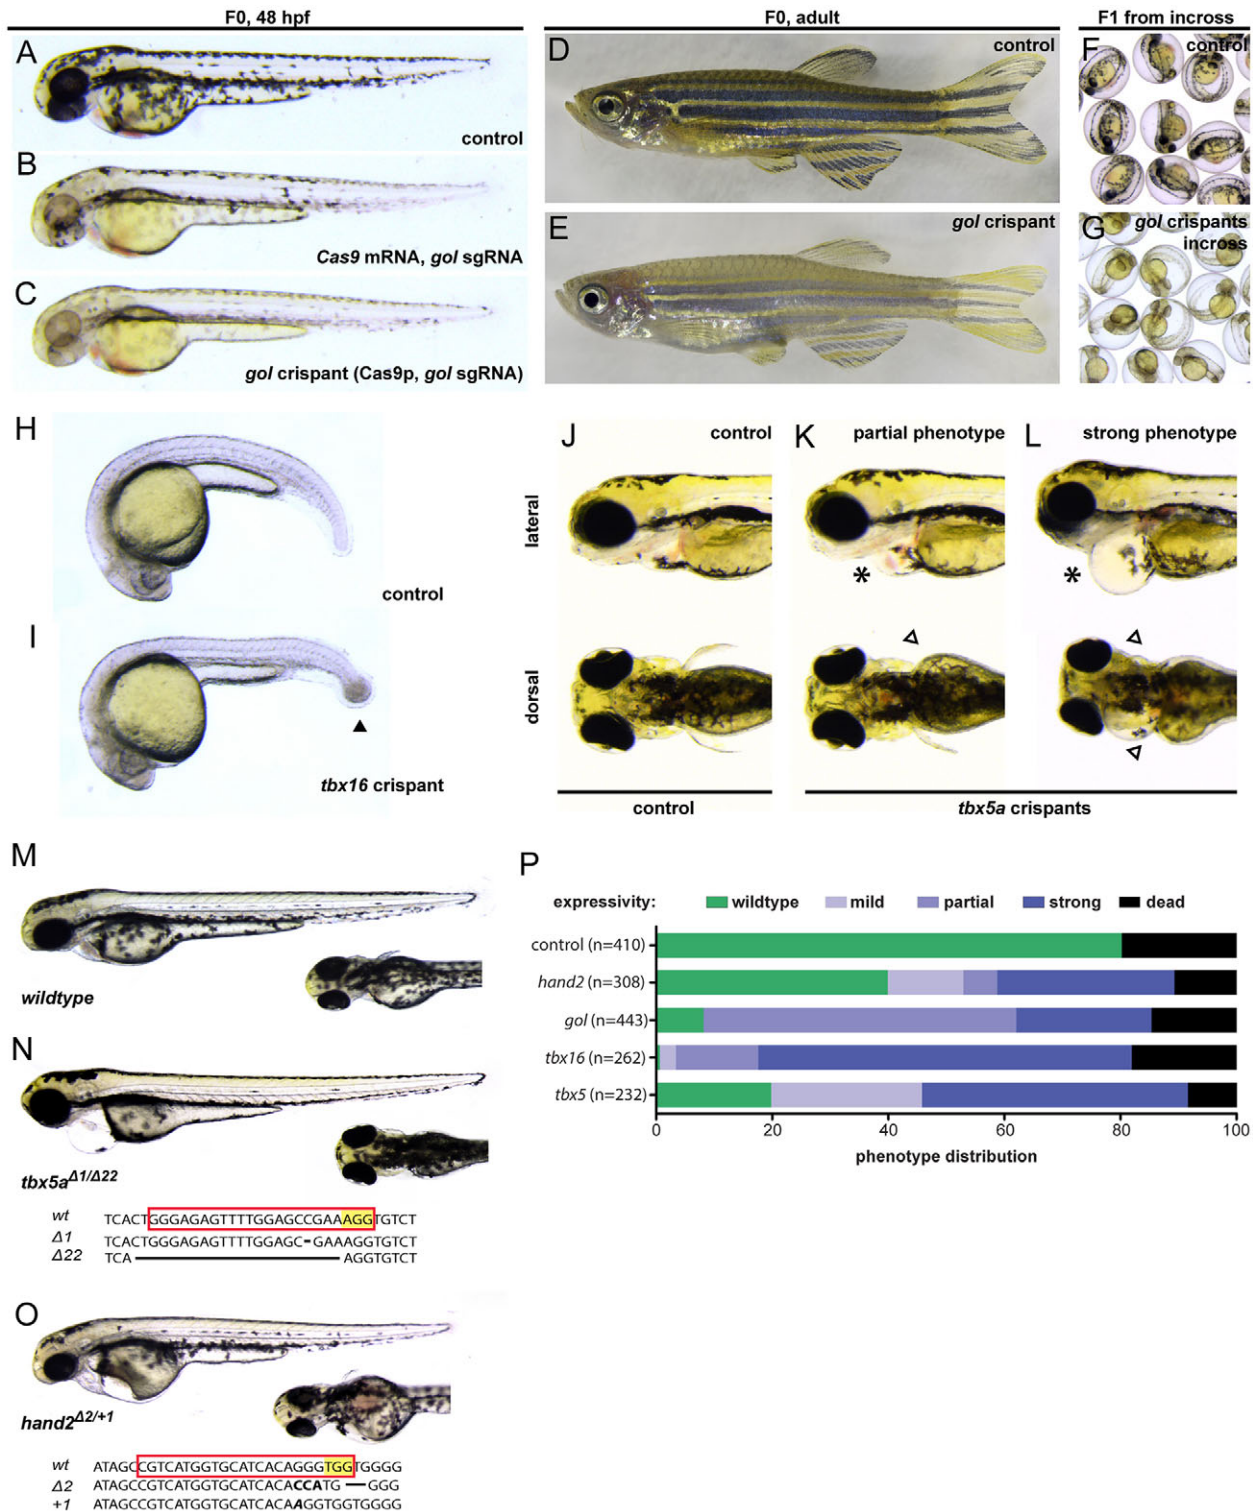 F0, 48 hpf
F0, adult
F1 from incross
A
control
B
Cas9 mRNA, gol sgRNA
C
gol crispant (Cas9p, gol sgRNA)
D
control
E
gol crispant
F
control
G
gol crispants
incross
H
control
I
tbx16 crispant
J
control
K
partial phenotype
L
strong phenotype
lateral
*
*
dorsal
control
tbx5a crispants
M
wildtype
N
tbx5aΔ1/Δ22
wt TCACTGGGAGAGTTTTGGAGCCGAAAGGTGTCT
Δ1 TCACTGGGAGAGTTTTGGAGC-GAAAGGTGTCT
Δ22 TCA—AGGTGTCT
O
hand2Δ2/+1
wt ATAGCCGTCATGGTGCATCACAGGGTGGTGGGG
Δ2 ATAGCCGTCATGGTGCATCACACCATG—GGG
+1 ATAGCCGTCATGGTGCATCACAAGGTGGTGGGG
P
expressivity: wildtype mild partial strong dead
control (n=410)
hand2 (n=308)
gol (n=443)
tbx16 (n=262)
tbx5 (n=232)
0 20 40 60 80 100
phenotype distribution